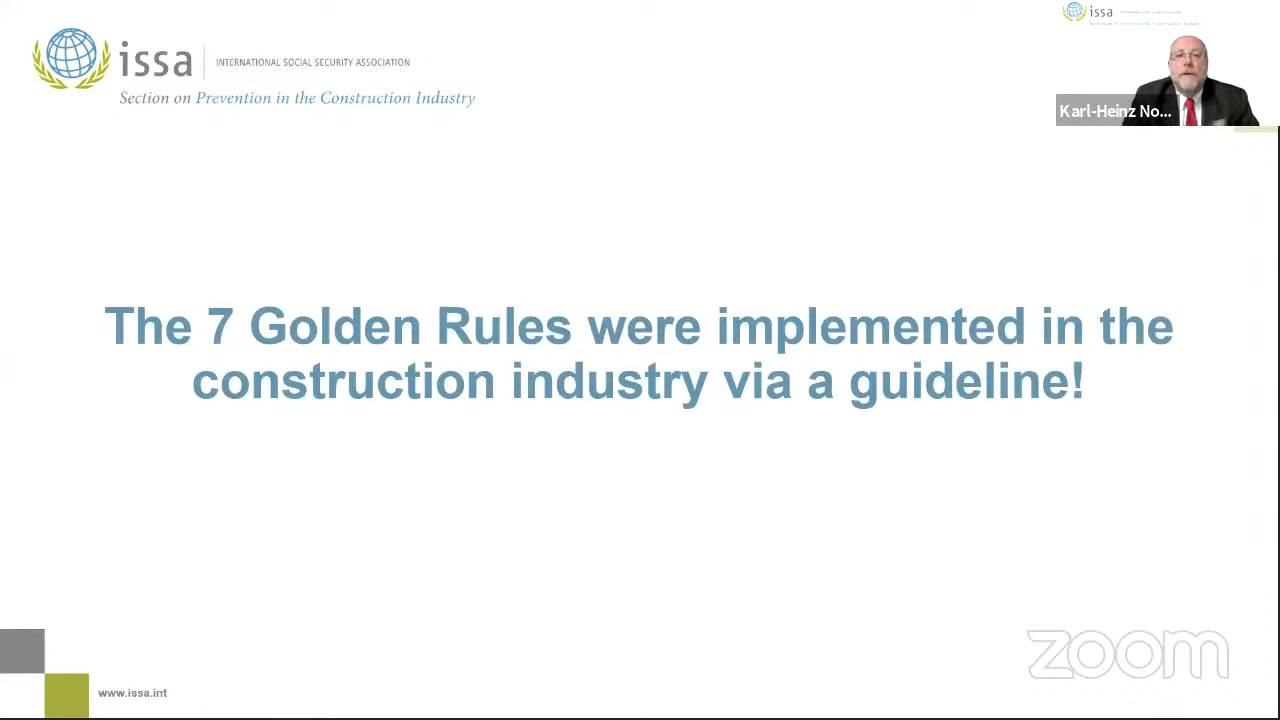 issa
INTERNATIONAL SOCIAL SECURITY ASSOCIATION
Section on Prevention in the Construction Industry
issa
Karl-Heinz No...
The 7 Golden Rules were implemented in the
construction industry via a guideline!
zoom
www.issa.int